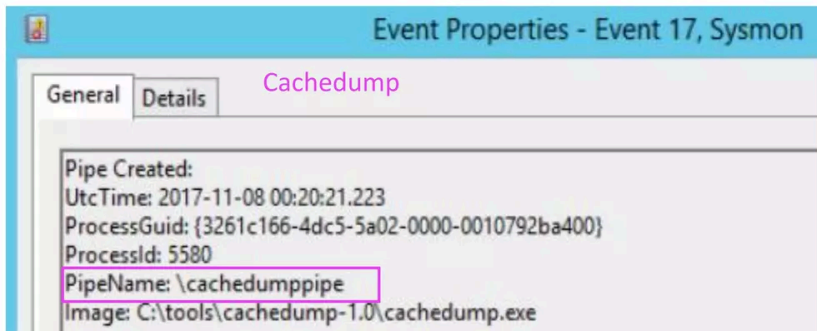 Event Properties - Event 17, Sysmon
General Details Cachedump
Pipe Created:
UtcTime: 2017-11-08 00:20:21.223
ProcessGuid: {3261c166-4dc5-5a02-0000-0010792ba400}
ProcessId: 5580
PipeName: \cachedumppipe
Image: C:\tools\cachedump-1.0\cachedump.exe